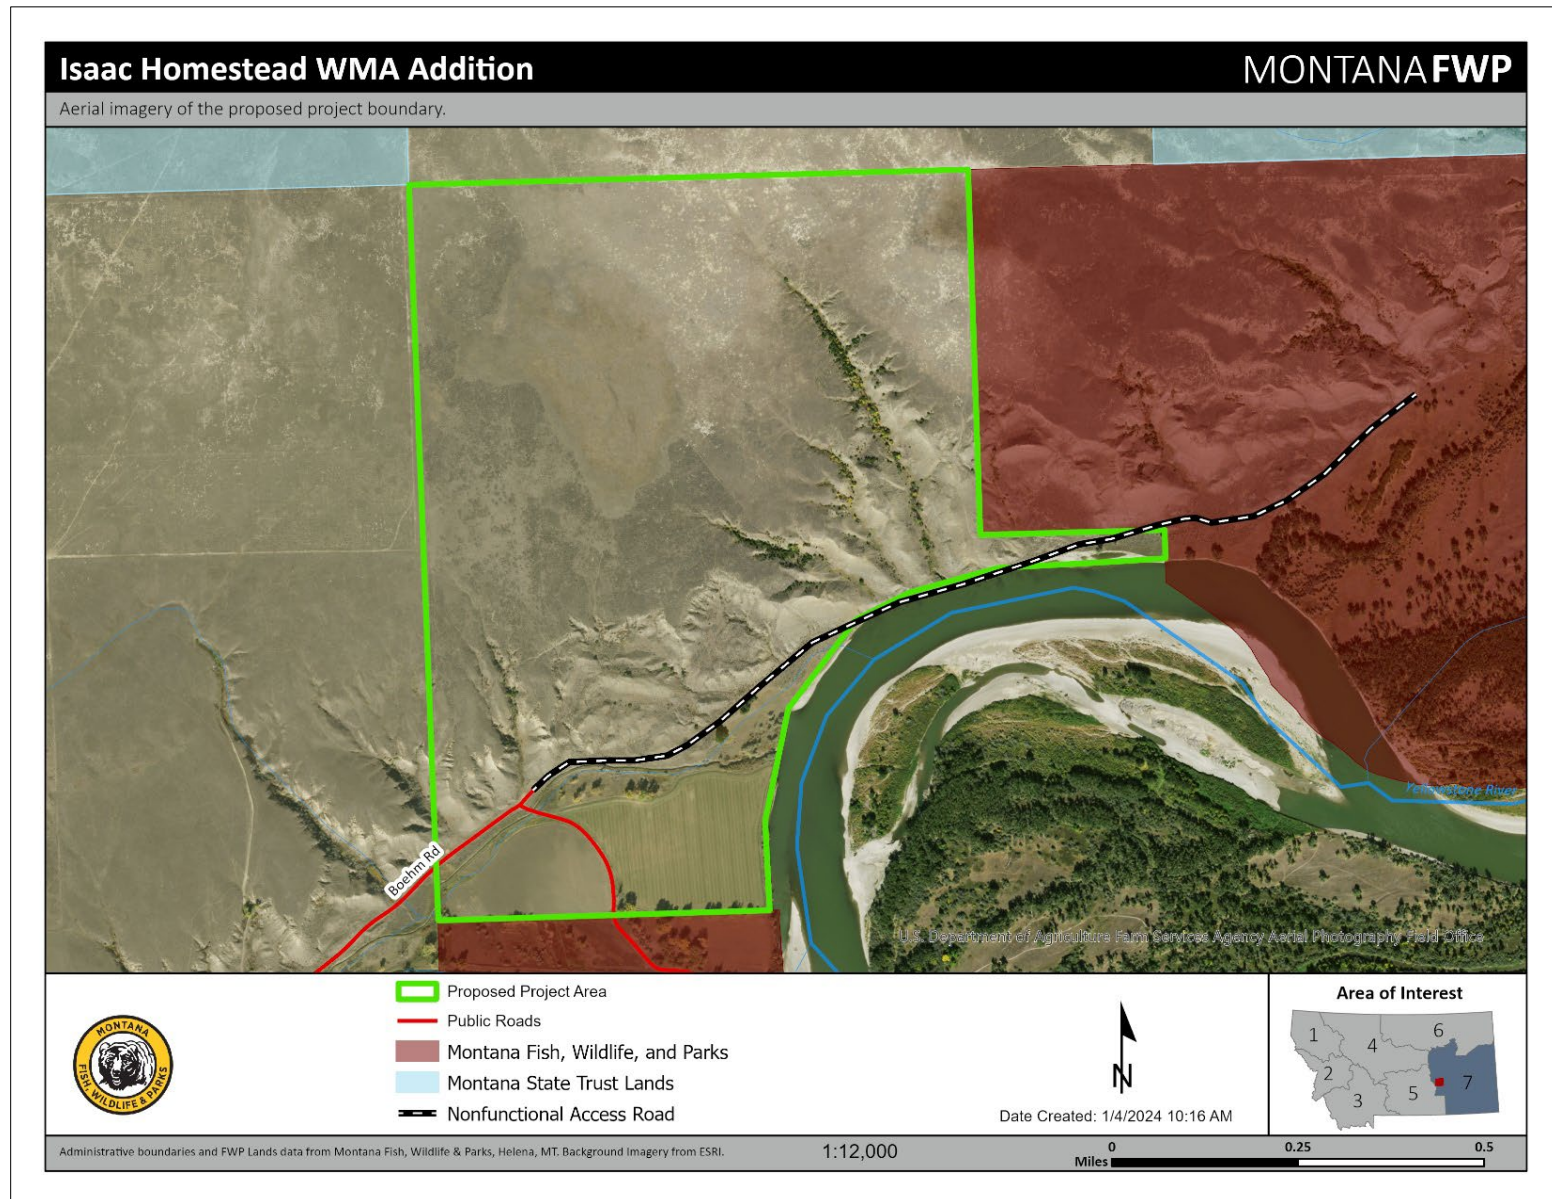 Isaac Homestead WMA Addition
MONTANA FWP
Aerial imagery of the proposed project boundary.
Boehm Rd
Yellowstone River
U.S. Department of Agriculture Farm Services Agency Aerial Photography Field Office
MONTANA
FISH, WILDLIFE & PARKS
Proposed Project Area
Public Roads
Montana Fish, Wildlife, and Parks
Montana State Trust Lands
Nonfunctional Access Road
N
Date Created: 1/4/2024 10:16 AM
Area of Interest
1
2
3
4
5
6
7
Administrative boundaries and FWP Lands data from Montana Fish, Wildlife & Parks, Helena, MT. Background Imagery from ESRI.
1:12,000
0 0.25 0.5
Miles